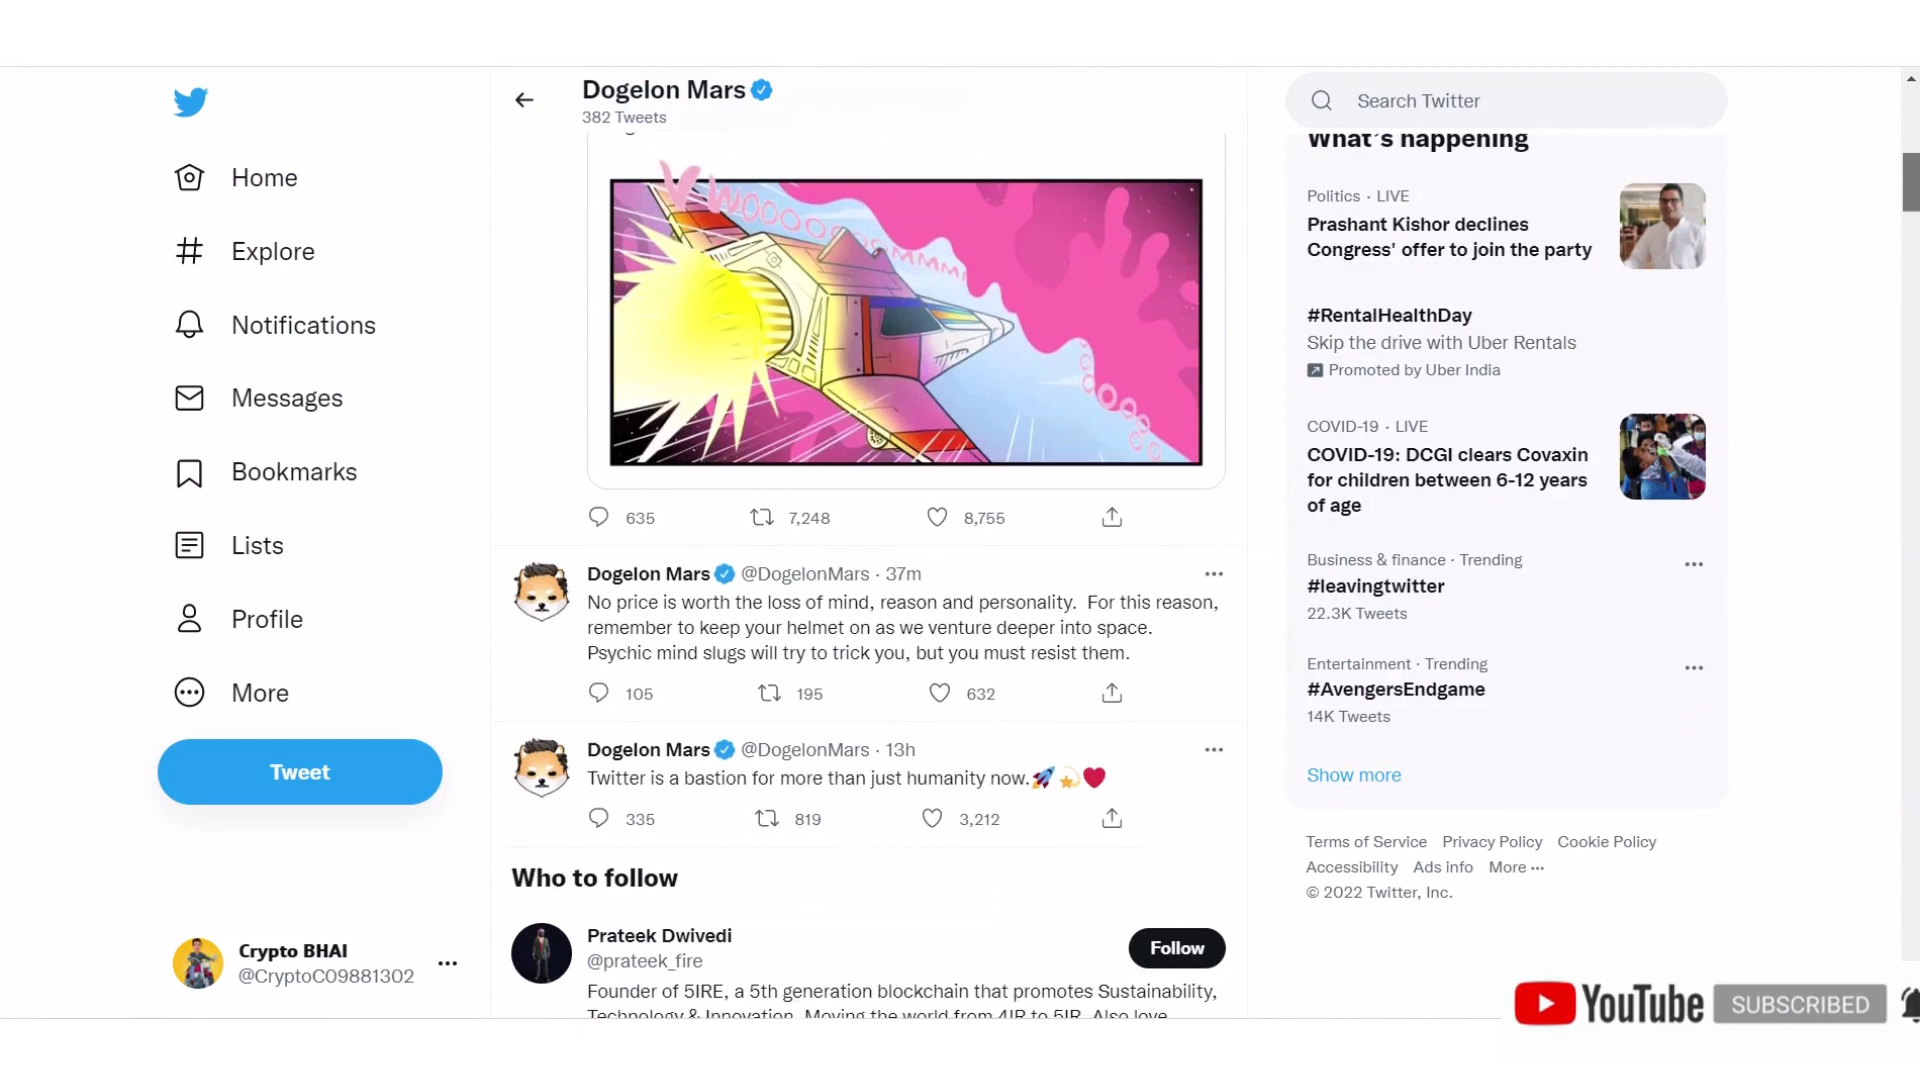 Dogelon Mars
382 Tweets
Search Twitter
Home
Explore
Notifications
Messages
Bookmarks
Lists
Profile
More
Tweet
Crypto BHAI
@CryptoC09881302
VWOOOOOOOMMMM
635 7,248 8,755
Dogelon Mars @DogelonMars · 37m
No price is worth the loss of mind, reason and personality. For this reason,
remember to keep your helmet on as we venture deeper into space.
Psychic mind slugs will try to trick you, but you must resist them.
105 195 632
Dogelon Mars @DogelonMars · 13h
Twitter is a bastion for more than just humanity now.🚀💫❤️
335 819 3,212
Who to follow
Prateek Dwivedi
@prateek_fire
Follow
Founder of 5IRE, a 5th generation blockchain that promotes Sustainability,
Technology & Innovation. Moving the world from 4IR to 5IR. Also love
What's happening
Politics · LIVE
Prashant Kishor declines
Congress' offer to join the party
#RentalHealthDay
Skip the drive with Uber Rentals
Promoted by Uber India
COVID-19 · LIVE
COVID-19: DCGI clears Covaxin
for children between 6-12 years
of age
Business & finance · Trending
#leavingtwitter
22.3K Tweets
Entertainment · Trending
#AvengersEndgame
14K Tweets
Show more
Terms of Service Privacy Policy Cookie Policy
Accessibility Ads info More ···
© 2022 Twitter, Inc.
YouTube SUBSCRIBED